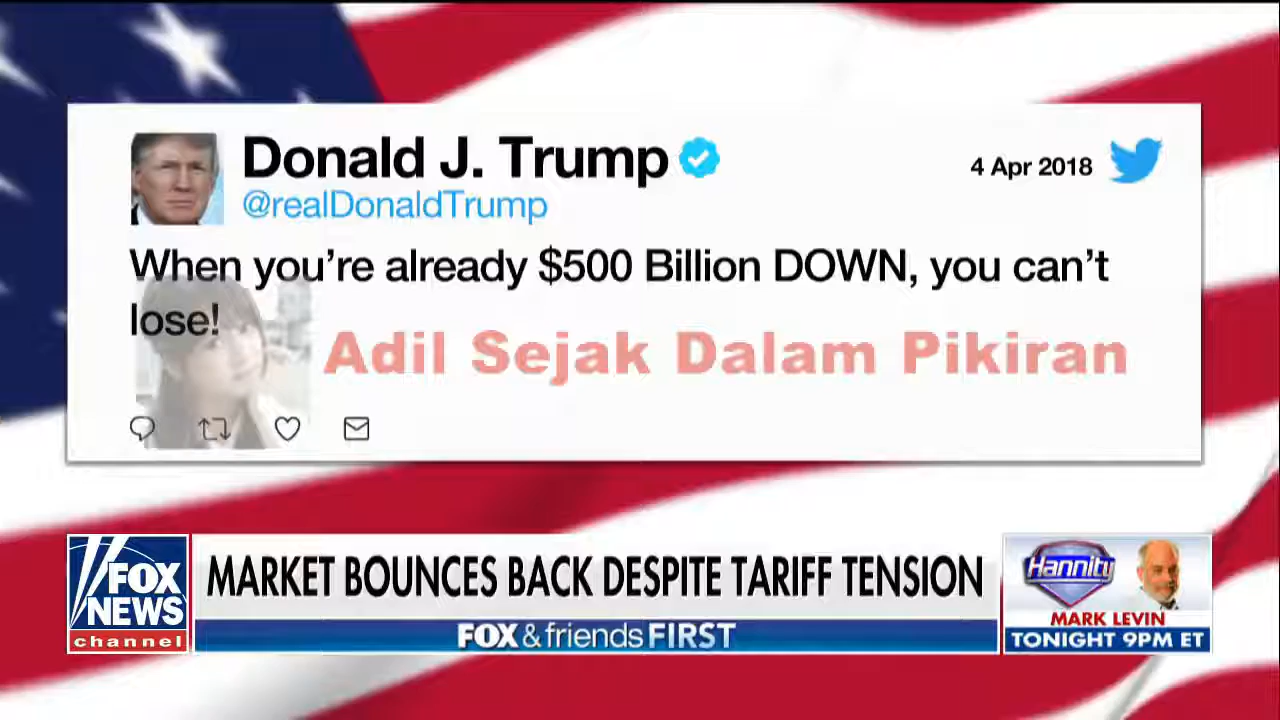 Donald J. Trump
@realDonaldTrump
4 Apr 2018
When you're already $500 Billion DOWN, you can't
lose!
Adil Sejak Dalam Pikiran
FOX
NEWS
channel
MARKET BOUNCES BACK DESPITE TARIFF TENSION
FOX & friends FIRST
Hannity
MARK LEVIN
TONIGHT 9PM ET